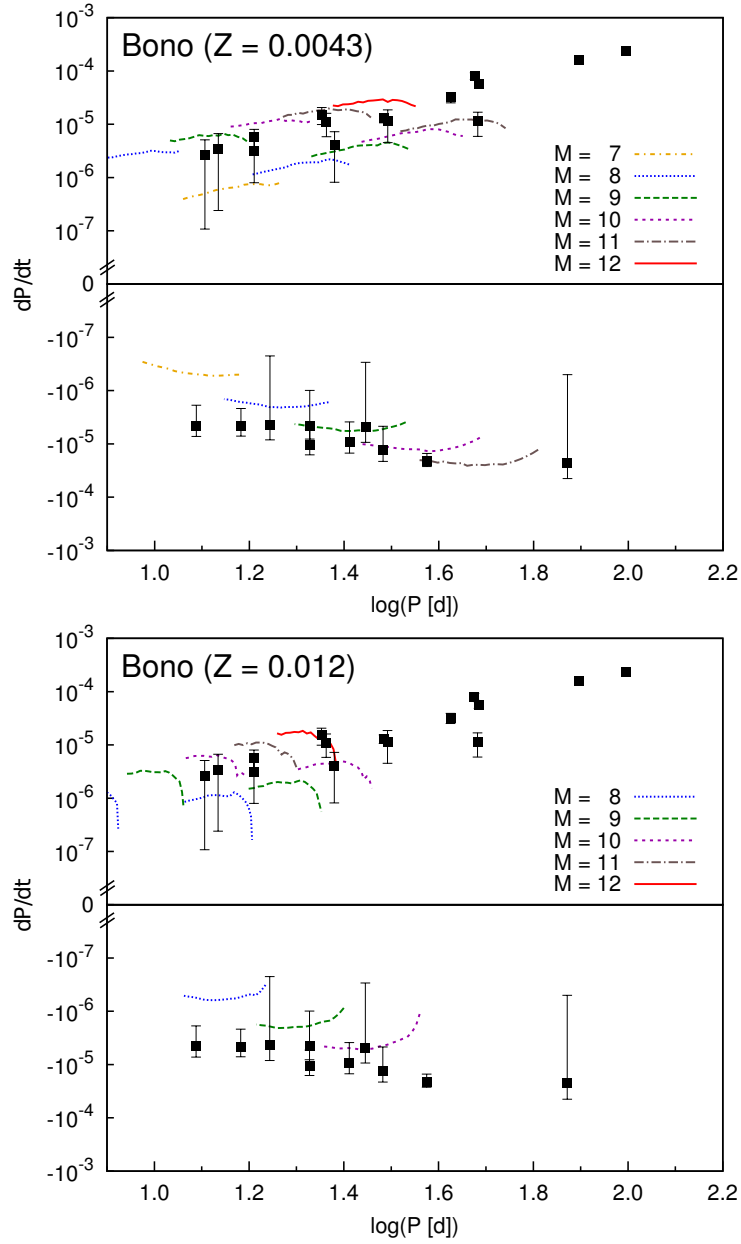 10^-3
Bono (Z = 0.0043)
10^-4
10^-5
10^-6
10^-7
0
-10^-7
-10^-6
-10^-5
-10^-4
-10^-3
dP/dt
M = 7
M = 8
M = 9
M = 10
M = 11
M = 12
1.0 1.2 1.4 1.6 1.8 2.0 2.2
log(P [d])
10^-3
Bono (Z = 0.012)
10^-4
10^-5
10^-6
10^-7
0
-10^-7
-10^-6
-10^-5
-10^-4
-10^-3
dP/dt
M = 8
M = 9
M = 10
M = 11
M = 12
1.0 1.2 1.4 1.6 1.8 2.0 2.2
log(P [d])